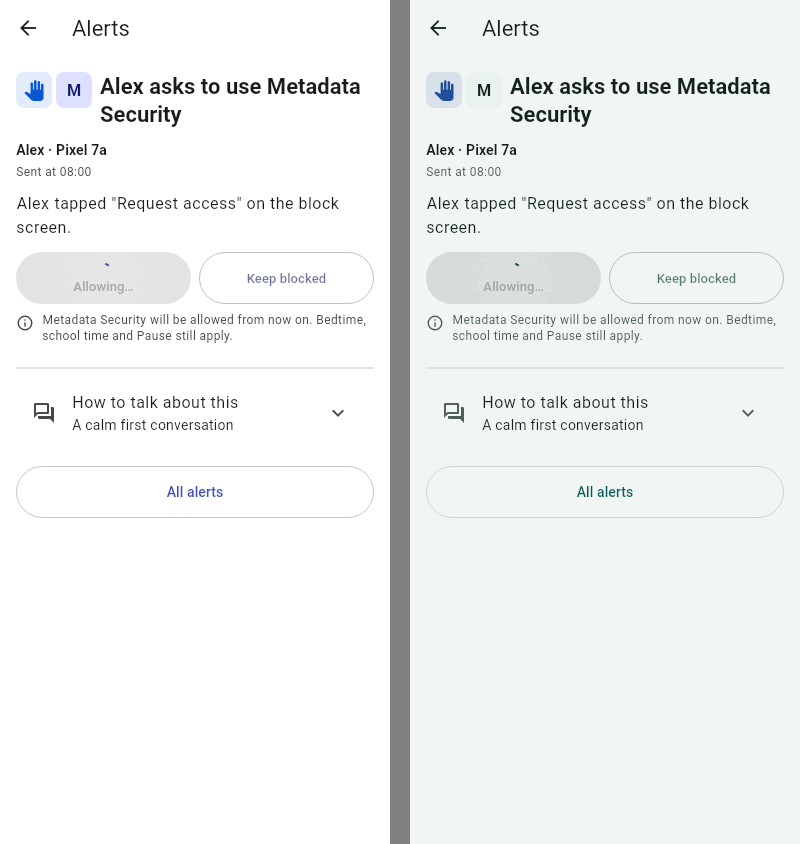 Alerts
M
Alex asks to use Metadata
Security
Alex · Pixel 7a
Sent at 08:00
Alex tapped "Request access" on the block
screen.
Allowing…
Keep blocked
Metadata Security will be allowed from now on. Bedtime,
school time and Pause still apply.
How to talk about this
A calm first conversation
All alerts
Alerts
M
Alex asks to use Metadata
Security
Alex · Pixel 7a
Sent at 08:00
Alex tapped "Request access" on the block
screen.
Allowing…
Keep blocked
Metadata Security will be allowed from now on. Bedtime,
school time and Pause still apply.
How to talk about this
A calm first conversation
All alerts